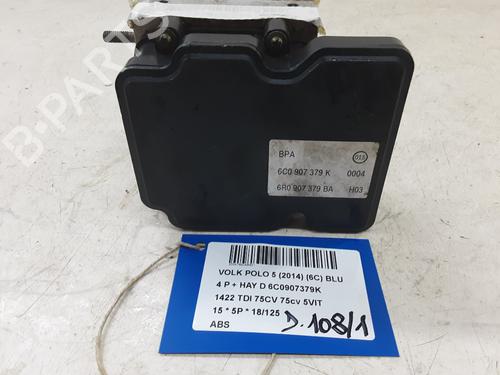 B-PARTS
BPA 015
6C0 907 379 K 0004
6R0 907 379 BA H03
VOLK POLO 5 (2014) (6C) BLU
4 P + HAY D 6C0907379K
1422 TDI 75CV 75cv 5VIT
15 * 5P * 18/125
D.108/1
ABS